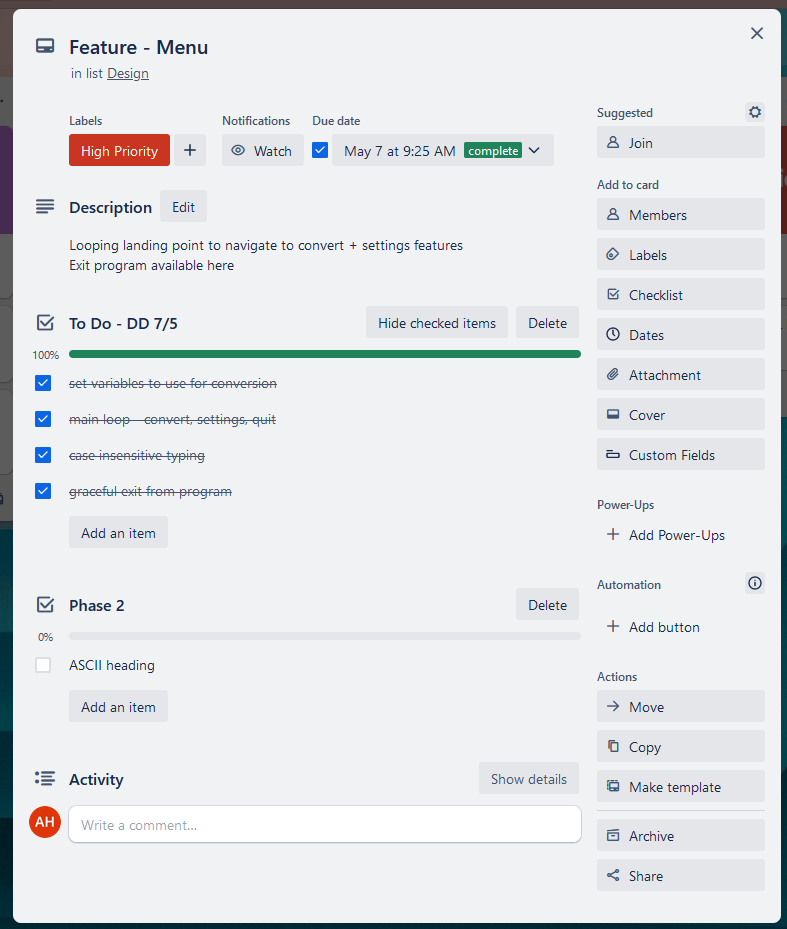 Feature - Menu
in list Design
Labels
High Priority
Notifications
Watch
Due date
May 7 at 9:25 AM complete
Description Edit
Looping landing point to navigate to convert + settings features
Exit program available here
To Do - DD 7/5 Hide checked items Delete
100%
set variables to use for conversion
main loop - convert, settings, quit
case insensitive typing
graceful exit from program
Add an item
Phase 2 Delete
0%
ASCII heading
Add an item
Activity Show details
AH Write a comment…
Suggested
Join
Add to card
Members
Labels
Checklist
Dates
Attachment
Cover
Custom Fields
Power-Ups
Add Power-Ups
Automation
Add button
Actions
Move
Copy
Make template
Archive
Share